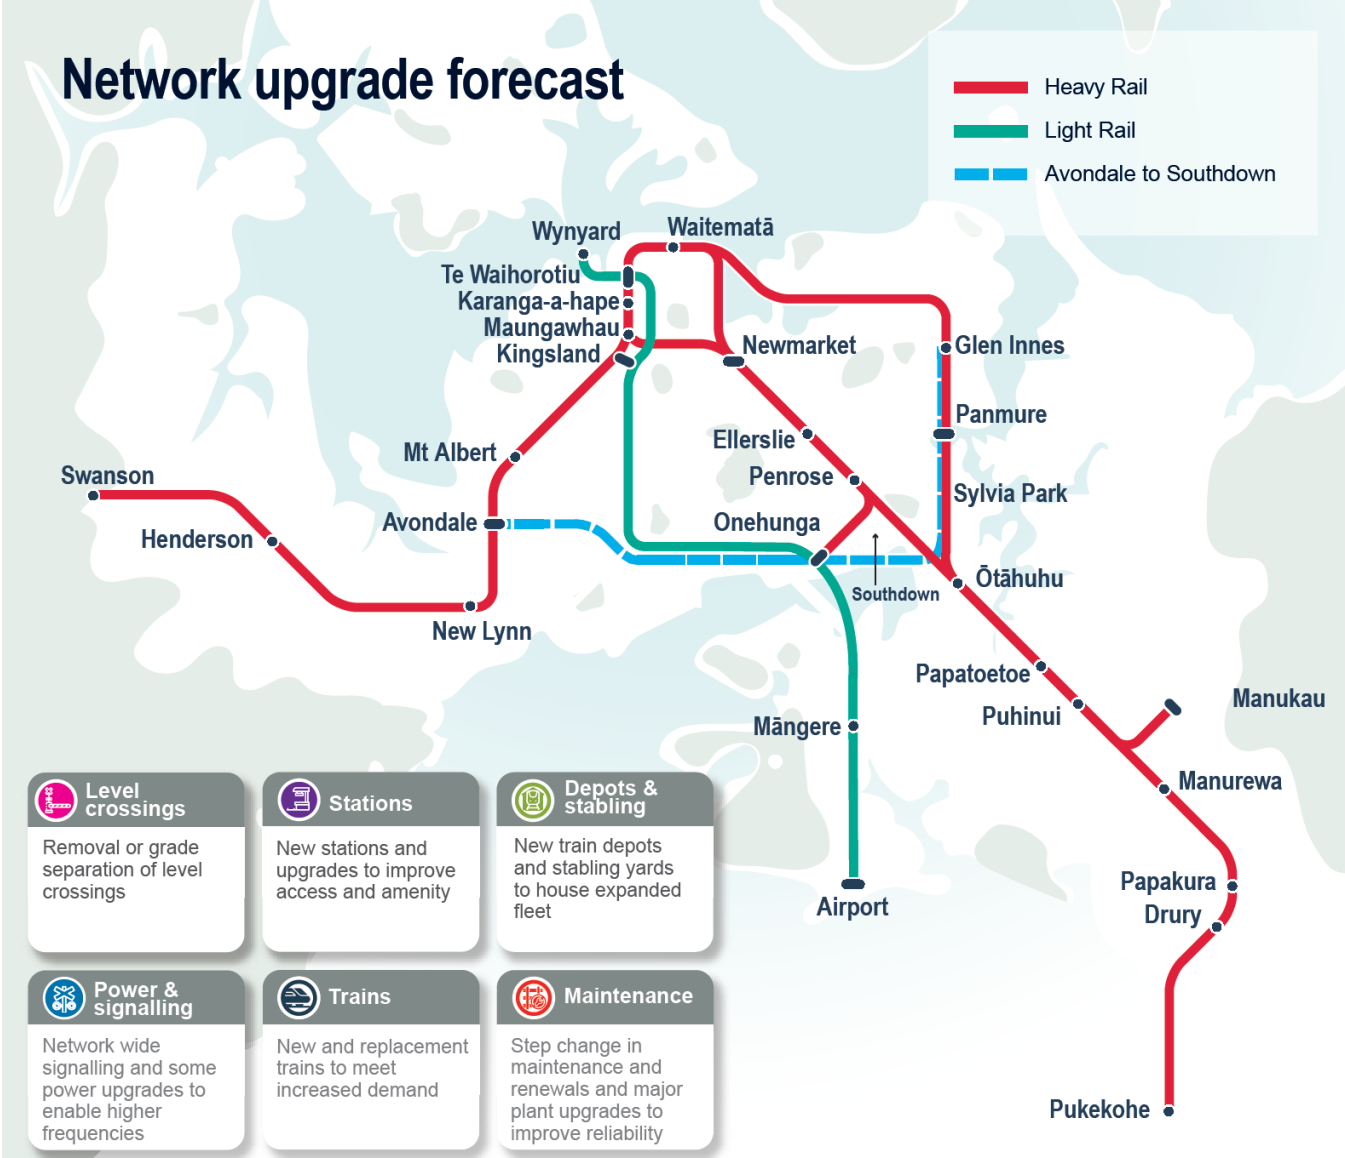 Network upgrade forecast
Heavy Rail
Light Rail
Avondale to Southdown
Wynyard
Waitematā
Te Waihorotiu
Karanga-a-hape
Maungawhau
Kingsland
Newmarket
Glen Innes
Panmure
Ellerslie
Mt Albert
Penrose
Swanson
Sylvia Park
Avondale
Onehunga
Henderson
Southdown
Ōtāhuhu
New Lynn
Papatoetoe
Manukau
Puhinui
Māngere
Manurewa
Papakura
Airport
Drury
Pukekohe
Level
crossings
Removal or grade
separation of level
crossings
Stations
New stations and
upgrades to improve
access and amenity
Depots &
stabling
New train depots
and stabling yards
to house expanded
fleet
Power &
signalling
Network wide
signalling and some
power upgrades to
enable higher
frequencies
Trains
New and replacement
trains to meet
increased demand
Maintenance
Step change in
maintenance and
renewals and major
plant upgrades to
improve reliability